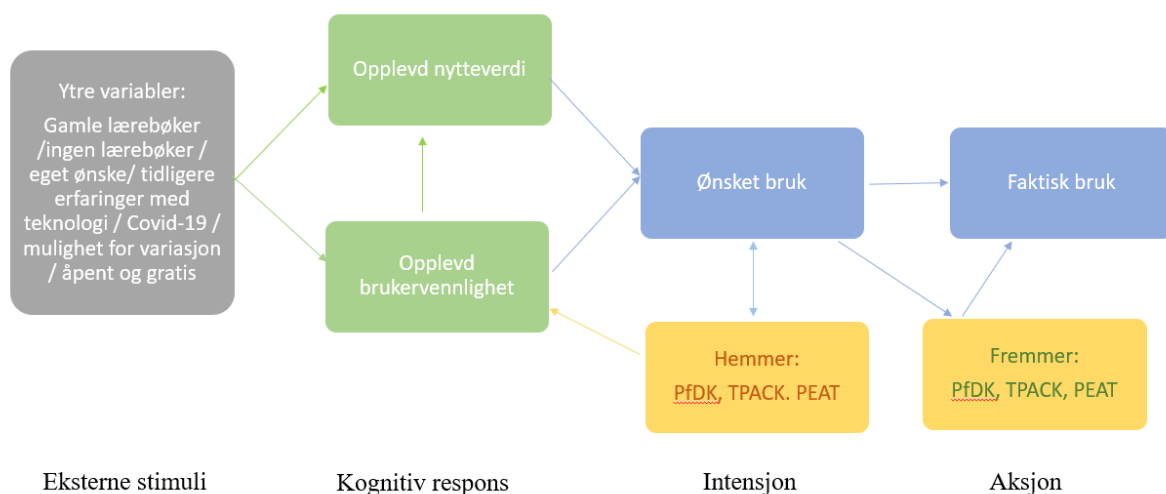 Ytre variabler:
Gamle lærebøker
/ingen lærebøker /
eget ønske/ tidligere
erfaringer med
teknologi / Covid-19 /
mulighet for variasjon
/ åpent og gratis
Opplevd nytteverdi
Opplevd
brukervennlighet
Ønsket bruk
Faktisk bruk
Hemmer:
PfDK, TPACK. PEAT
Fremmer:
PfDK, TPACK, PEAT
Eksterne stimuli
Kognitiv respons
Intensjon
Aksjon